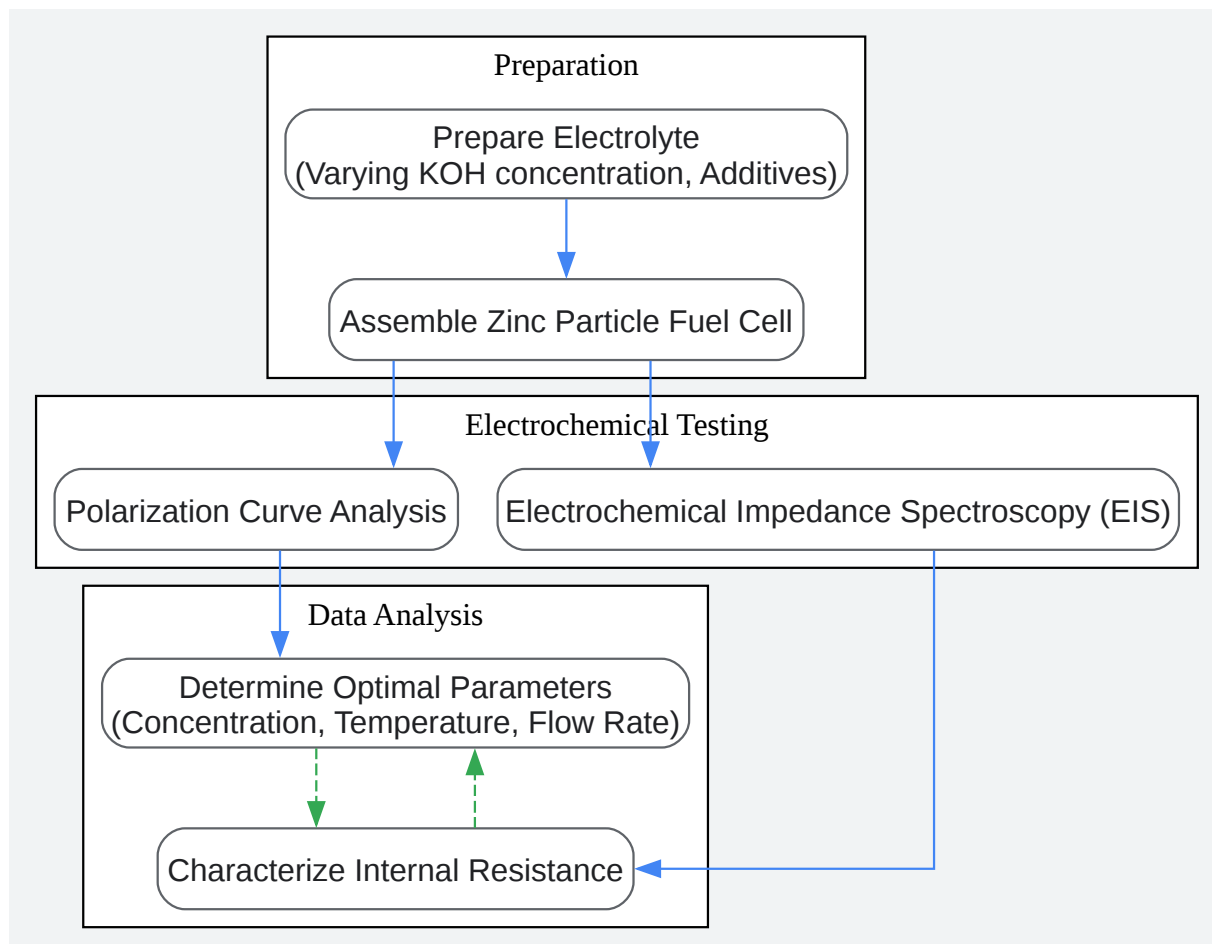 Preparation
Prepare Electrolyte
(Varying KOH concentration, Additives)
Assemble Zinc Particle Fuel Cell
Electrochemical Testing
Polarization Curve Analysis
Electrochemical Impedance Spectroscopy (EIS)
Data Analysis
Determine Optimal Parameters
(Concentration, Temperature, Flow Rate)
Characterize Internal Resistance